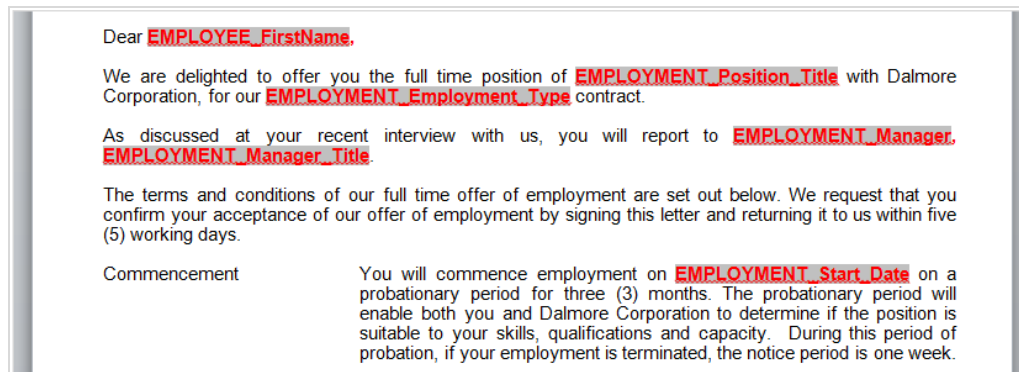 Dear EMPLOYEE_FirstName,
We are delighted to offer you the full time position of EMPLOYMENT_Position_Title with Dalmore
Corporation, for our EMPLOYMENT_Employment_Type contract.
As discussed at your recent interview with us, you will report to EMPLOYMENT_Manager,
EMPLOYMENT_Manager_Title.
The terms and conditions of our full time offer of employment are set out below. We request that you
confirm your acceptance of our offer of employment by signing this letter and returning it to us within five
(5) working days.
Commencement You will commence employment on EMPLOYMENT_Start_Date on a
probationary period for three (3) months. The probationary period will
enable both you and Dalmore Corporation to determine if the position is
suitable to your skills, qualifications and capacity. During this period of
probation, if your employment is terminated, the notice period is one week.